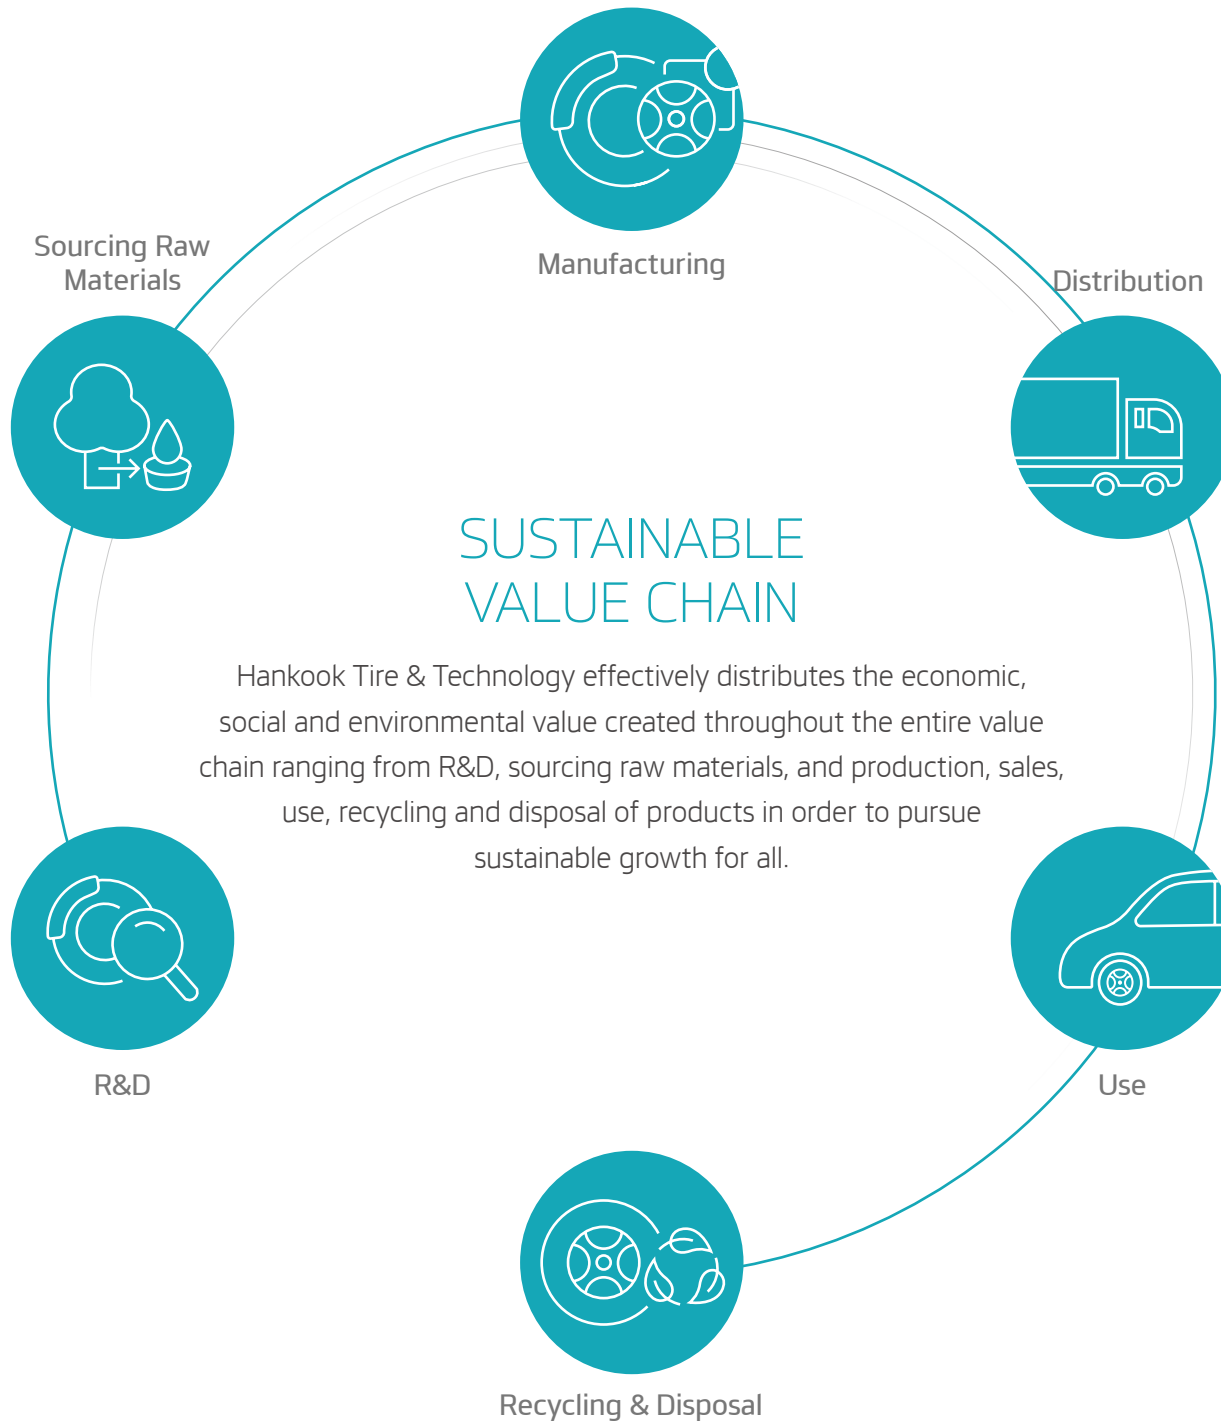 Sourcing Raw
Materials
Manufacturing
Distribution
SUSTAINABLE
VALUE CHAIN
Hankook Tire & Technology effectively distributes the economic,
social and environmental value created throughout the entire value
chain ranging from R&D, sourcing raw materials, and production, sales,
use, recycling and disposal of products in order to pursue
sustainable growth for all.
R&D
Use
Recycling & Disposal